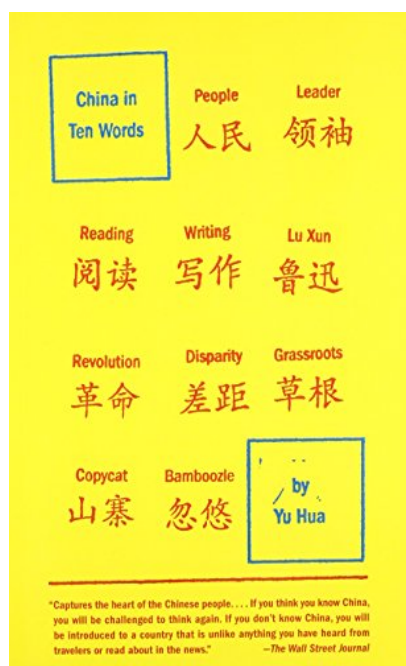 China in
Ten Words
People
人民
Leader
领袖
Reading
阅读
Writing
写作
Lu Xun
鲁迅
Revolution
革命
Disparity
差距
Grassroots
草根
Copycat
山寨
Bamboozle
忽悠
by
Yu Hua
"Captures the heart of the Chinese people. . . . If you think you know China,
you will be challenged to think again. If you don't know China, you will
be introduced to a country that is unlike anything you have heard from
travelers or read about in the news." —The Wall Street Journal